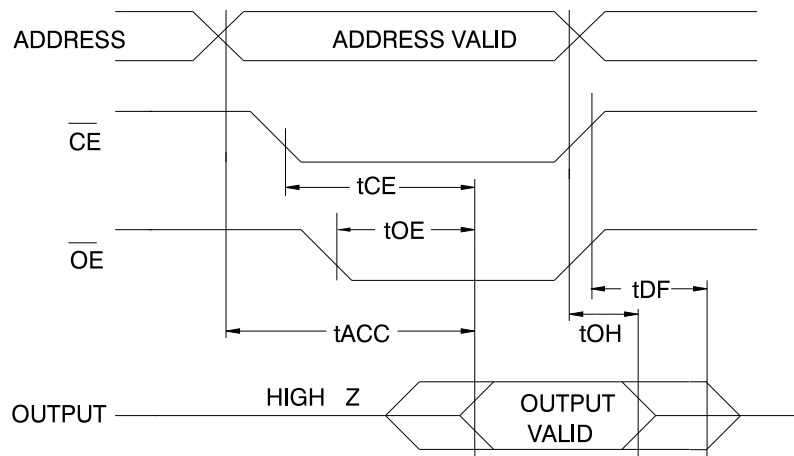 ADDRESS
ADDRESS VALID
CE
tCE
tOE
OE
tDF
tACC
tOH
HIGH Z
OUTPUT
OUTPUT
VALID